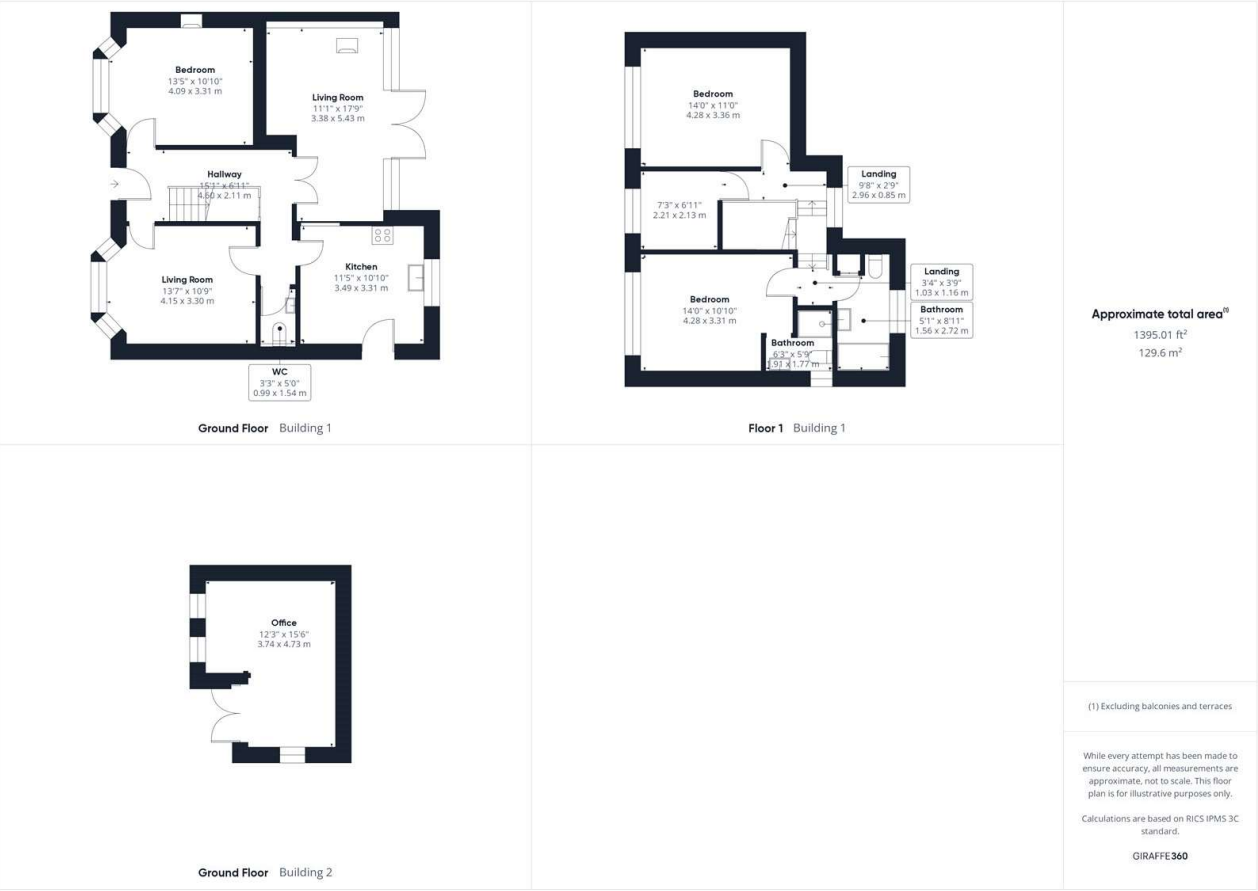 Bedroom
13'5" x 10'10"
4.09 x 3.31 m
Living Room
11'1" x 17'9"
3.38 x 5.43 m
Hallway
15'1" x 6'11"
4.60 x 2.11 m
Living Room
13'7" x 10'9"
4.15 x 3.30 m
Kitchen
11'5" x 10'10"
3.49 x 3.31 m
WC
3'3" x 5'0"
0.99 x 1.54 m
Ground Floor Building 1
Bedroom
14'0" x 11'0"
4.28 x 3.36 m
Landing
9'8" x 2'9"
2.96 x 0.85 m
7'3" x 6'11"
2.21 x 2.13 m
Bedroom
14'0" x 10'10"
4.28 x 3.31 m
Landing
3'4" x 3'9"
1.03 x 1.16 m
Bathroom
5'1" x 8'11"
1.56 x 2.72 m
Bathroom
6'3" x 5'9"
1.91 x 1.77 m
Floor 1 Building 1
Office
12'3" x 15'6"
3.74 x 4.73 m
Ground Floor Building 2
Approximate total area(1)
1395.01 ft²
129.6 m²
(1) Excluding balconies and terraces
While every attempt has been made to
ensure accuracy, all measurements are
approximate, not to scale. This floor
plan is for illustrative purposes only.
Calculations are based on RICS IPMS 3C
standard.
GIRAFFE360